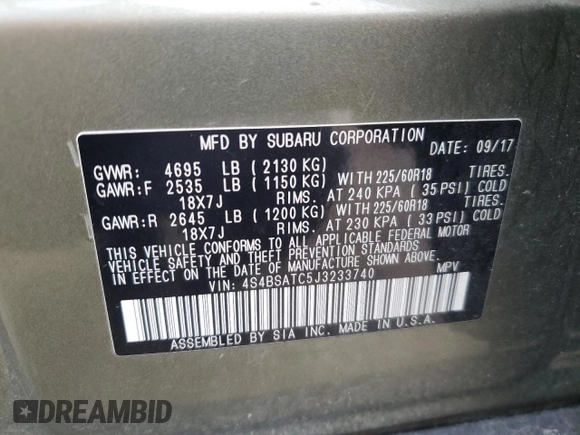 MFD BY SUBARU CORPORATION DATE: 09/17
GVWR: 4695 LB (2130 KG)
GAWR:F 2535 LB (1150 KG) WITH 225/60R18 TIRES.
18X7J RIMS. AT 240 KPA (35 PSI) COLD
GAWR:R 2645 LB (1200 KG) WITH 225/60R18 TIRES.
18X7J RIMS. AT 230 KPA (33 PSI) COLD
THIS VEHICLE CONFORMS TO ALL APPLICABLE FEDERAL MOTOR
VEHICLE SAFETY AND THEFT PREVENTION STANDARDS
IN EFFECT ON THE DATE OF MANUFACTURE SHOWN ABOVE.
VIN: 4S4BSATC5J3233740 MPV
ASSEMBLED BY SIA INC. MADE IN U.S.A.
DREAMBID